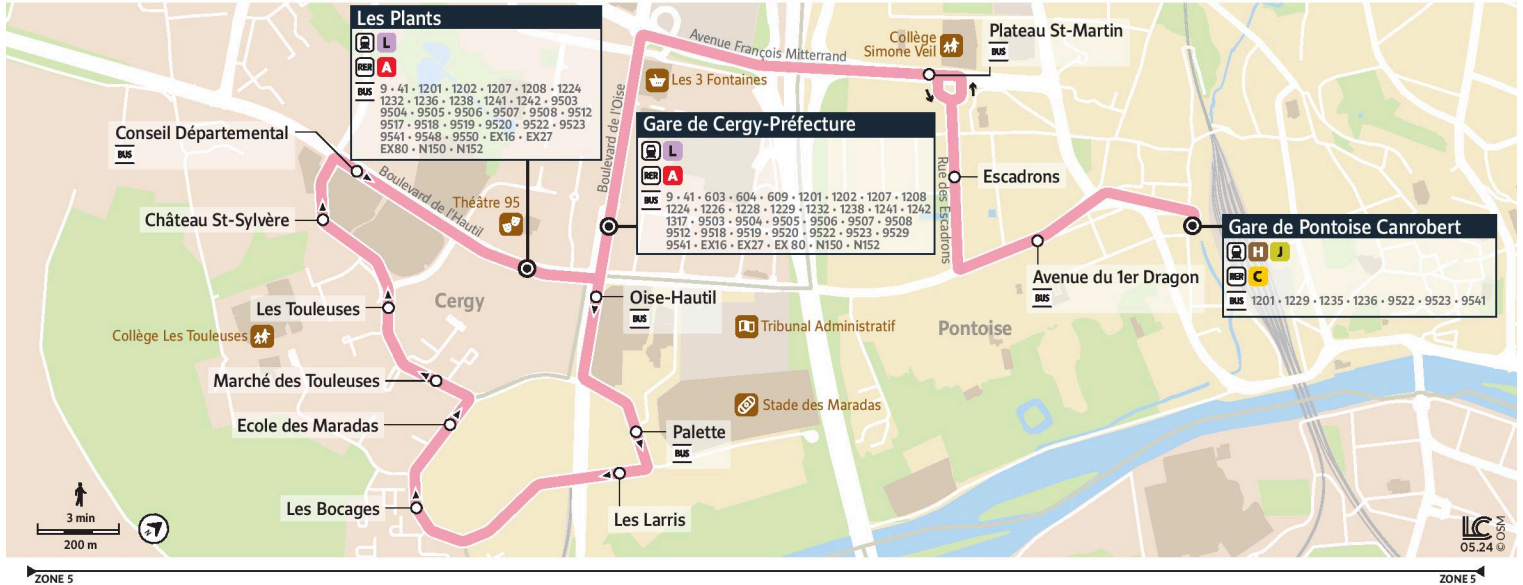 Les Plants
L
RER A
BUS 9 • 41 • 1201 • 1202 • 1207 • 1208 • 1224
1232 • 1236 • 1238 • 1241 • 1242 • 9503
9504 • 9505 • 9506 • 9507 • 9508 • 9512
9517 • 9518 • 9519 • 9520 • 9522 • 9523
9541 • 9548 • 9550 • EX16 • EX27
EX80 • N150 • N152
Avenue François Mitterrand
Collège
Simone Veil
Plateau St-Martin
BUS
Les 3 Fontaines
Boulevard de l'Oise
Gare de Cergy-Préfecture
L
RER A
BUS 9 • 41 • 603 • 604 • 609 • 1201 • 1202 • 1207 • 1208
1224 • 1226 • 1228 • 1229 • 1232 • 1238 • 1241 • 1242
1317 • 9503 • 9504 • 9505 • 9506 • 9507 • 9508
9512 • 9518 • 9519 • 9520 • 9522 • 9523 • 9529
9541 • EX16 • EX27 • EX 80 • N150 • N152
Conseil Départemental
BUS
Boulevard de l'Hautil
Théâtre 95
Rue des Escadrons
Escadrons
Château St-Sylvère
Gare de Pontoise Canrobert
H J
RER C
BUS 1201 • 1229 • 1235 • 1236 • 9522 • 9523 • 9541
Avenue du 1er Dragon
BUS
Les Touleuses
Cergy
Oise-Hautil
BUS
Collège Les Touleuses
Tribunal Administratif
Pontoise
Marché des Touleuses
Stade des Maradas
Ecole des Maradas
Palette
BUS
Les Bocages
Les Larris
3 min
200 m
LC
05.24 © OSM
ZONE 5
ZONE 5